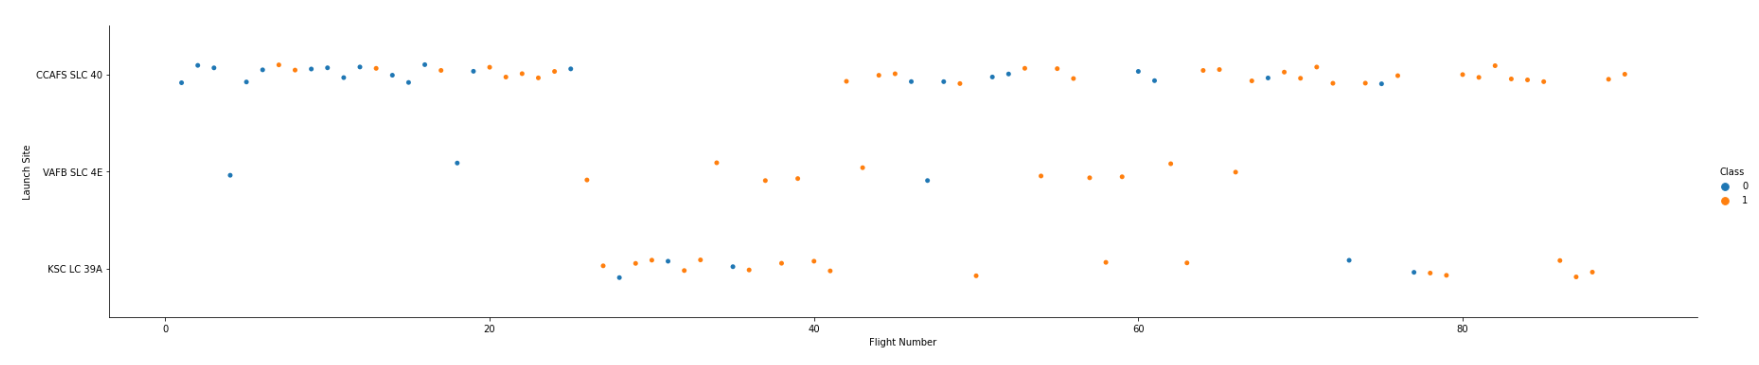 CCAFS SLC 40
VAFB SLC 4E
KSC LC 39A
Launch Site
0 20 40 60 80
Flight Number
Class
0
1